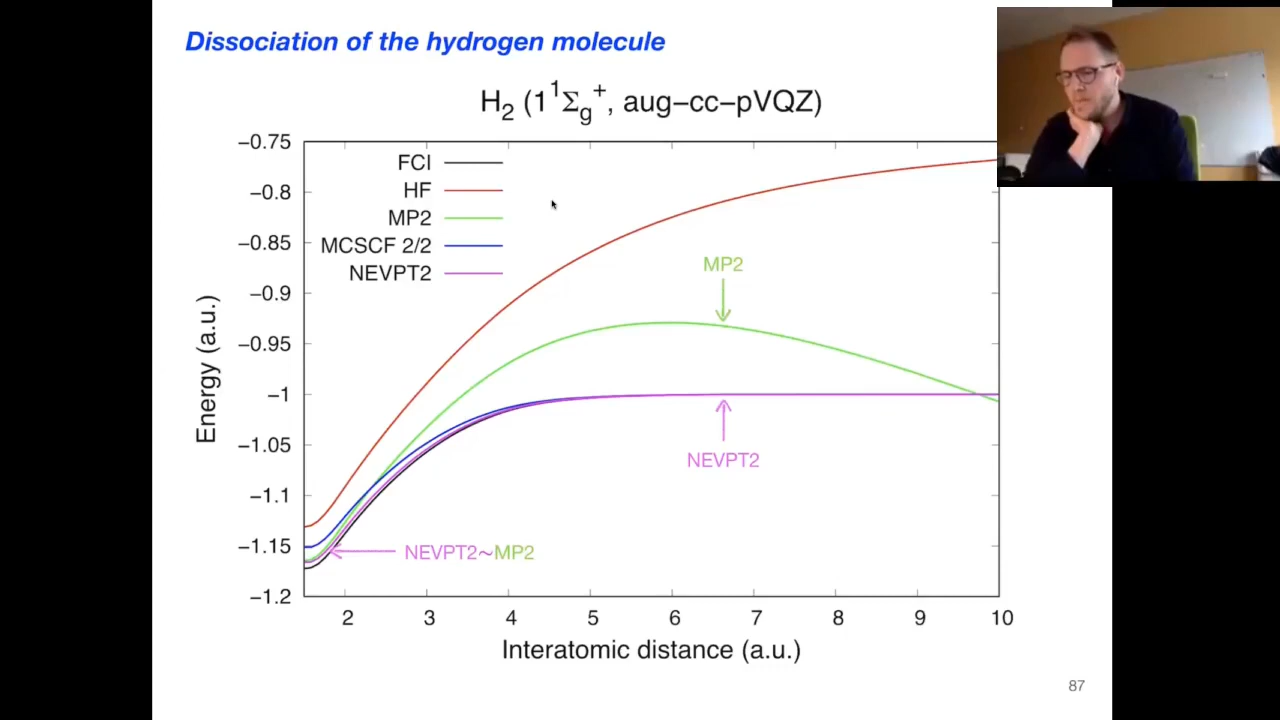 Dissociation of the hydrogen molecule
H₂ (1¹Σg⁺, aug−cc−pVQZ)
−0.75
−0.8
−0.85
−0.9
−0.95
−1
−1.05
−1.1
−1.15
−1.2
Energy (a.u.)
FCI
HF
MP2
MCSCF 2/2
NEVPT2
MP2
NEVPT2
NEVPT2~MP2
2 3 4 5 6 7 8 9 10
Interatomic distance (a.u.)
87